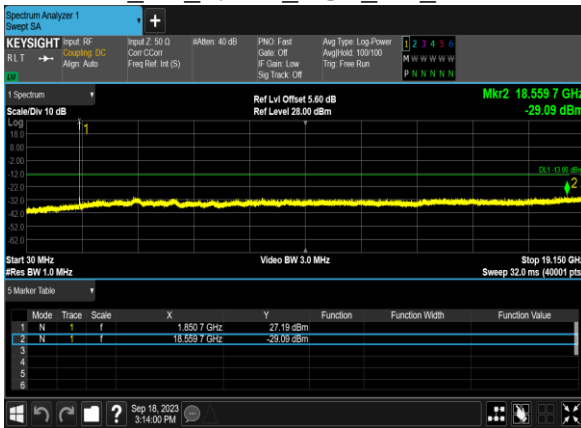 Spectrum Analyzer 1
Swept SA
KEYSIGHT
RLT
LV
Input: RF
Coupling: DC
Align: Auto
Input Z: 50 Ω
Corr CCorr
Freq Ref: Int (S)
#Atten: 40 dB
PNO: Fast
Gate: Off
IF Gain: Low
Sig Track: Off
Avg Type: Log-Power
Avg|Hold: 100/100
Trig: Free Run
1 2 3 4 5 6
M W W W W W
P N N N N N
1 Spectrum
Scale/Div 10 dB
Ref Lvl Offset 5.60 dB
Ref Level 28.00 dBm
Mkr2 18.559 7 GHz
-29.09 dBm
Log
18.0
8.00
-2.00
-12.0
-22.0
-32.0
-42.0
-52.0
-62.0
1
DL1 -13.00 dBm
2
Start 30 MHz
#Res BW 1.0 MHz
Video BW 3.0 MHz
Stop 19.150 GHz
Sweep 32.0 ms (40001 pts)
5 Marker Table
Mode Trace Scale X Y Function Function Width Function Value
1 N 1 f 1.850 7 GHz 27.19 dBm
2 N 1 f 18.559 7 GHz -29.09 dBm
3
4
5
6
?
Sep 18, 2023
3:14:00 PM